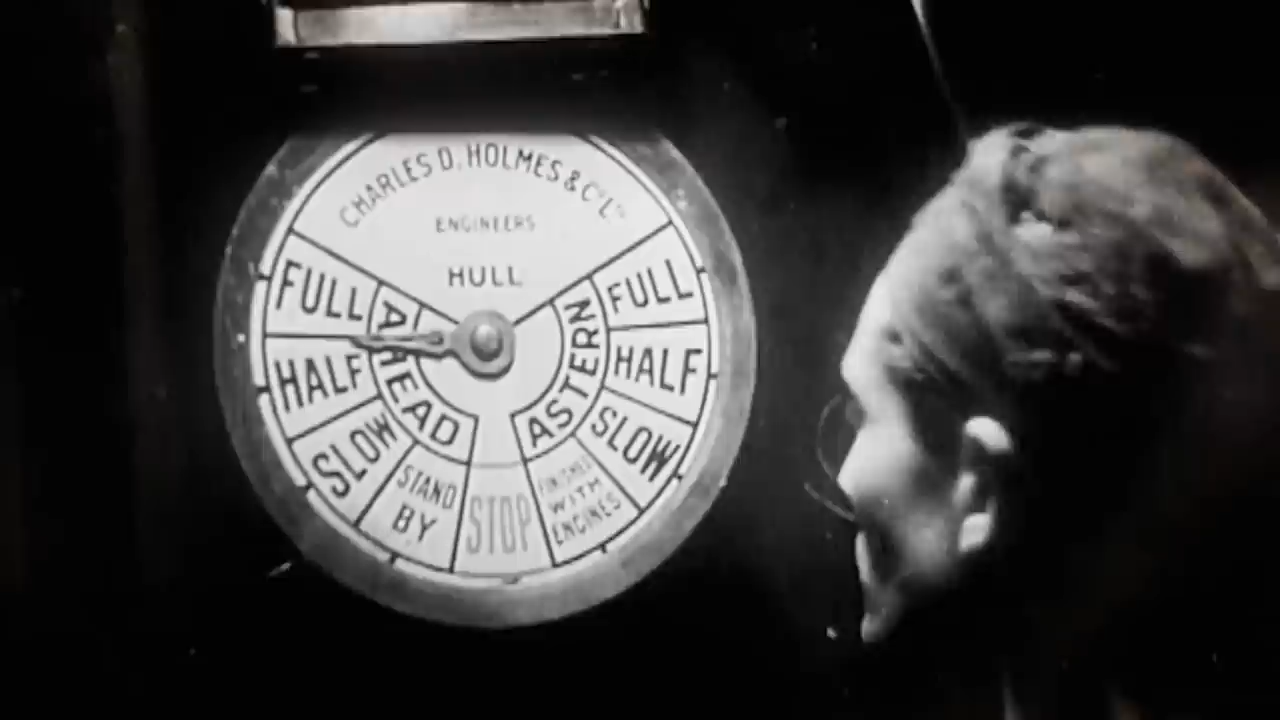 CHARLES D. HOLMES & Co LTD
ENGINEERS
HULL
FULL
HALF
SLOW
AHEAD
STAND
BY
STOP
FINISHED
WITH
ENGINES
ASTERN
SLOW
HALF
FULL